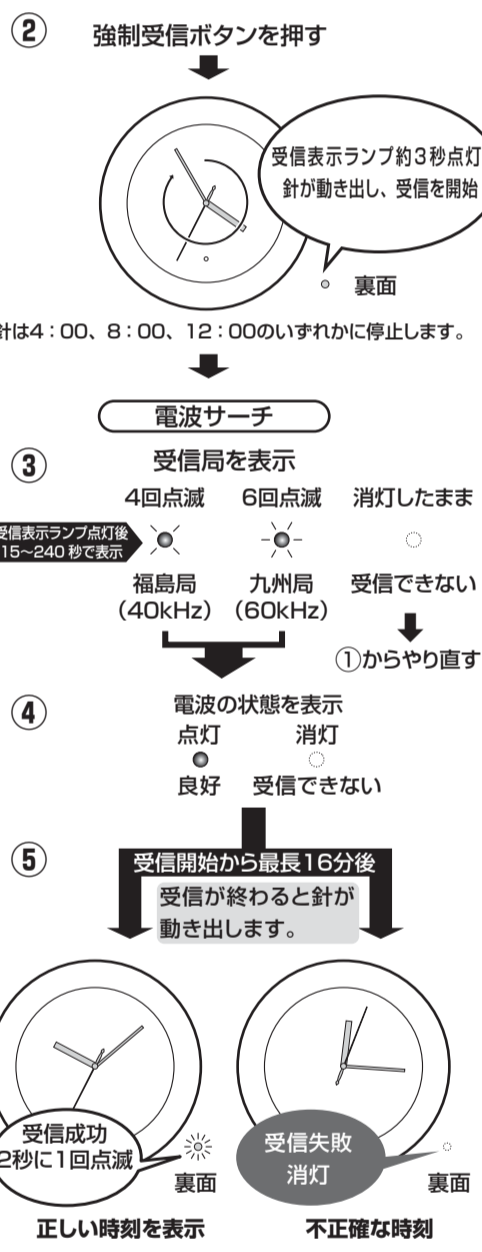 ② 強制受信ボタンを押す
受信表示ランプ約3秒点灯
針が動き出し、受信を開始
裏面
針は4：00、8：00、12：00のいずれかに停止します。
電波サーチ
③ 受信局を表示
4回点滅 6回点滅 消灯したまま
受信表示ランプ点灯後
15〜240 秒で表示
福島局 九州局 受信できない
（40kHz）（60kHz）
①からやり直す
④ 電波の状態を表示
点灯 消灯
良好 受信できない
⑤ 受信開始から最長16分後
受信が終わると針が
動き出します。
受信成功
2秒に1回点滅
裏面
受信失敗
消灯
裏面
正しい時刻を表示 不正確な時刻